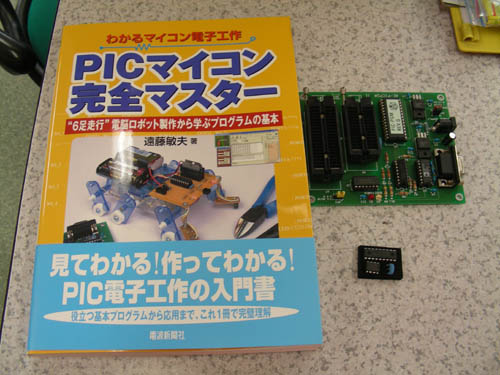 わかるマイコン電子工作
PICマイコン
完全マスター
"6足走行"電脳ロボット製作から学ぶプログラムの基本
遠藤敏夫 著
見てわかる!作ってわかる!
PIC電子工作の入門書
役立つ基本プログラムから応用まで、これ1冊で完整理解
電波新聞社